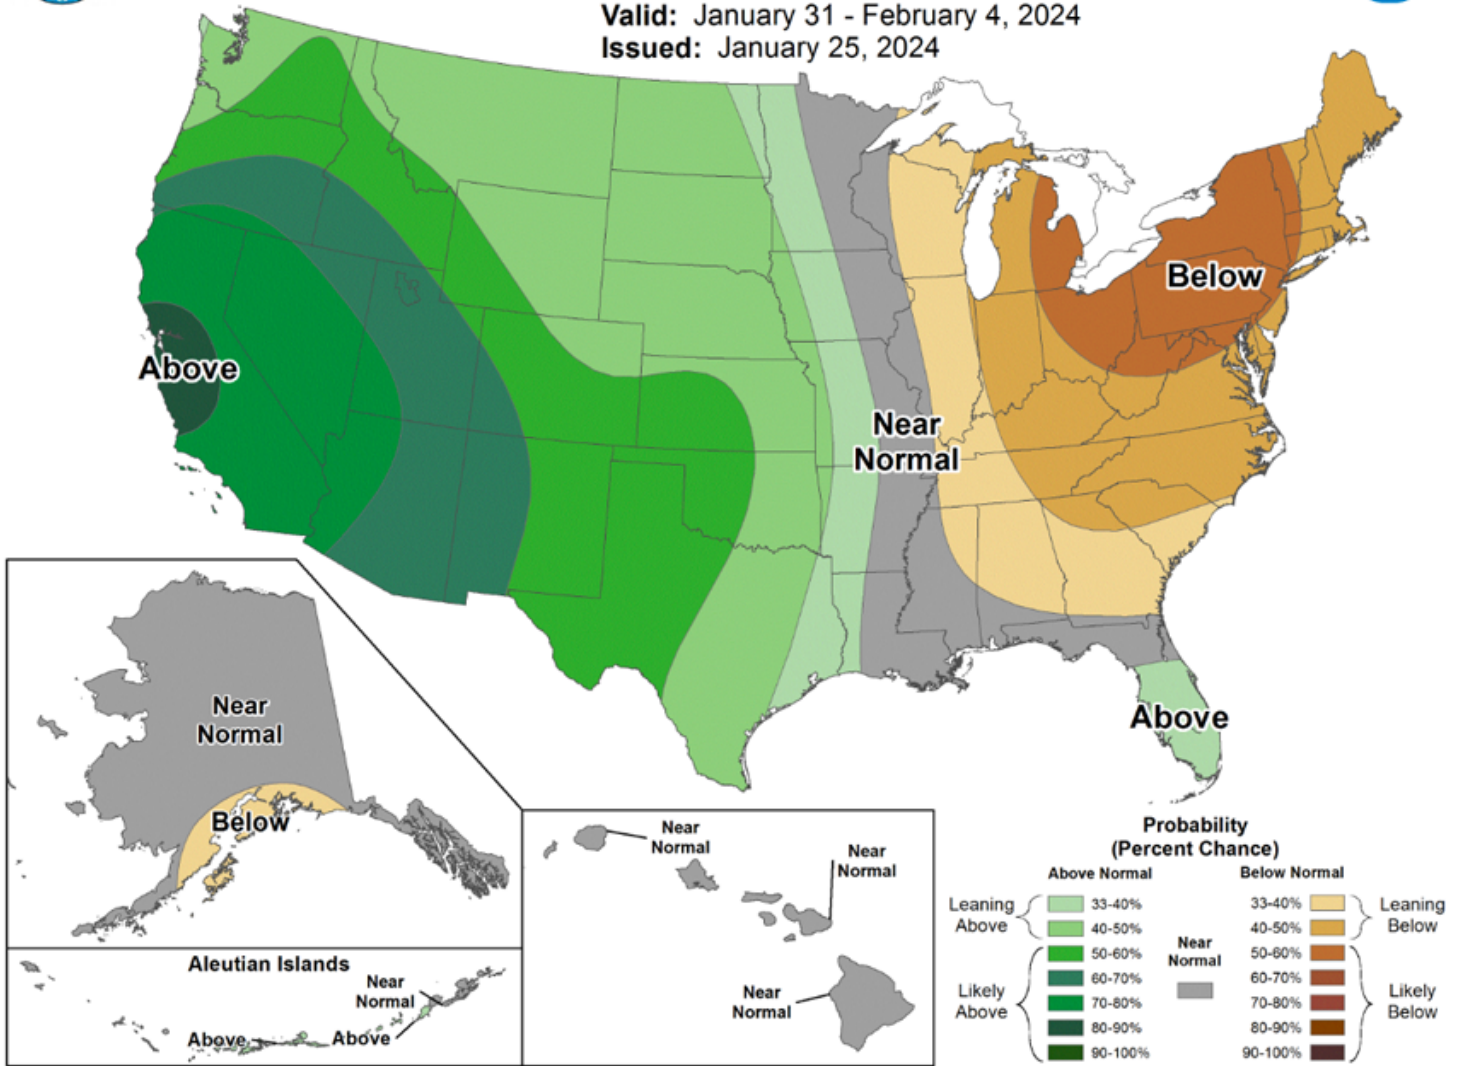 Valid: January 31 - February 4, 2024
Issued: January 25, 2024
Below
Above
Near
Normal
Above
Near
Normal
Below
Aleutian Islands
Near
Normal
Above
Above
Near
Normal
Near
Normal
Near
Normal
Probability
(Percent Chance)
Above Normal
Below Normal
Leaning
Above
33-40%
40-50%
Likely
Above
50-60%
60-70%
70-80%
80-90%
90-100%
Near
Normal
33-40%
40-50%
Leaning
Below
50-60%
60-70%
70-80%
80-90%
90-100%
Likely
Below